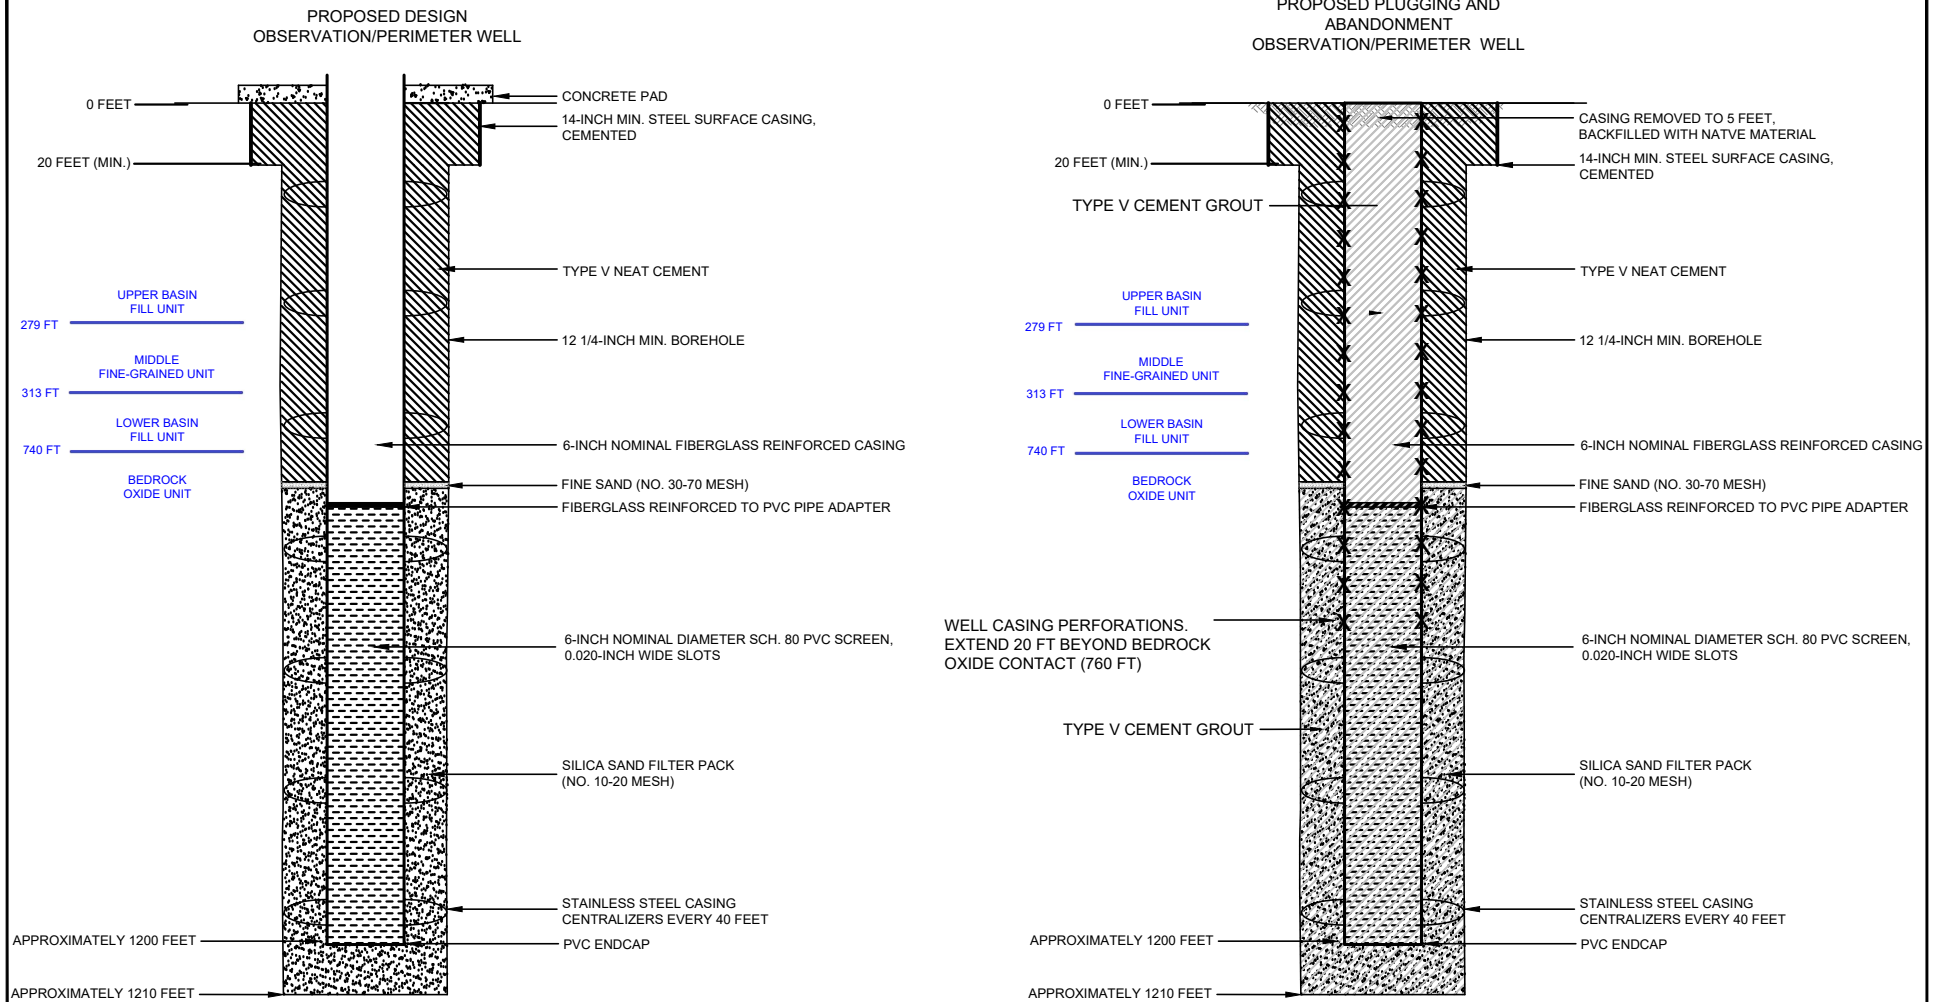 PROPOSED DESIGN
OBSERVATION/PERIMETER WELL
0 FEET
CONCRETE PAD
14-INCH MIN. STEEL SURFACE CASING,
CEMENTED
20 FEET (MIN.)
TYPE V NEAT CEMENT
UPPER BASIN
FILL UNIT
279 FT
12 1/4-INCH MIN. BOREHOLE
MIDDLE
FINE-GRAINED UNIT
313 FT
LOWER BASIN
FILL UNIT
740 FT
6-INCH NOMINAL FIBERGLASS REINFORCED CASING
BEDROCK
OXIDE UNIT
FINE SAND (NO. 30-70 MESH)
FIBERGLASS REINFORCED TO PVC PIPE ADAPTER
6-INCH NOMINAL DIAMETER SCH. 80 PVC SCREEN,
0.020-INCH WIDE SLOTS
SILICA SAND FILTER PACK
(NO. 10-20 MESH)
STAINLESS STEEL CASING
CENTRALIZERS EVERY 40 FEET
APPROXIMATELY 1200 FEET
PVC ENDCAP
APPROXIMATELY 1210 FEET
PROPOSED PLUGGING AND
ABANDONMENT
OBSERVATION/PERIMETER WELL
0 FEET
CASING REMOVED TO 5 FEET,
BACKFILLED WITH NATVE MATERIAL
20 FEET (MIN.)
14-INCH MIN. STEEL SURFACE CASING,
CEMENTED
TYPE V CEMENT GROUT
TYPE V NEAT CEMENT
UPPER BASIN
FILL UNIT
279 FT
12 1/4-INCH MIN. BOREHOLE
MIDDLE
FINE-GRAINED UNIT
313 FT
LOWER BASIN
FILL UNIT
740 FT
6-INCH NOMINAL FIBERGLASS REINFORCED CASING
BEDROCK
OXIDE UNIT
FINE SAND (NO. 30-70 MESH)
FIBERGLASS REINFORCED TO PVC PIPE ADAPTER
WELL CASING PERFORATIONS.
EXTEND 20 FT BEYOND BEDROCK
OXIDE CONTACT (760 FT)
6-INCH NOMINAL DIAMETER SCH. 80 PVC SCREEN,
0.020-INCH WIDE SLOTS
TYPE V CEMENT GROUT
SILICA SAND FILTER PACK
(NO. 10-20 MESH)
STAINLESS STEEL CASING
CENTRALIZERS EVERY 40 FEET
APPROXIMATELY 1200 FEET
PVC ENDCAP
APPROXIMATELY 1210 FEET